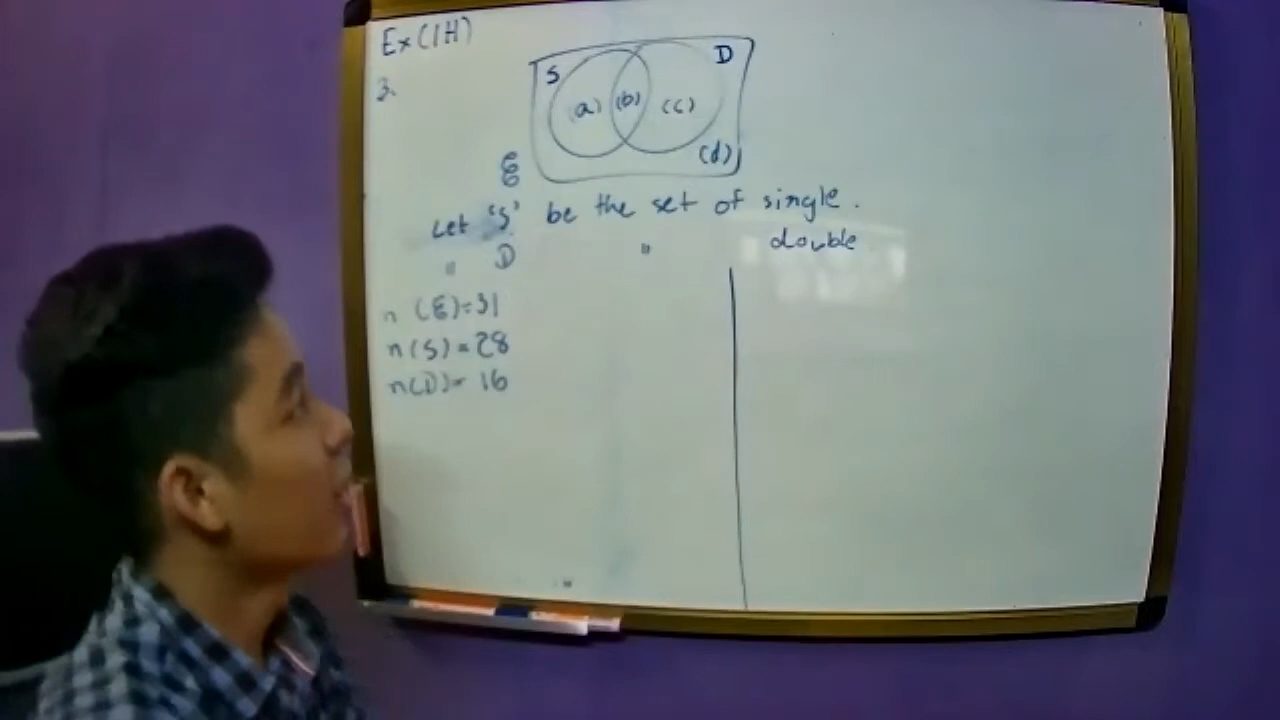 Ex(1H)
3.
S D
(a) (b) (c)
(d)
ℰ
Let 'S' be the set of single.
" D " double
n (ℰ)=31
n(S)=28
n(D)=16